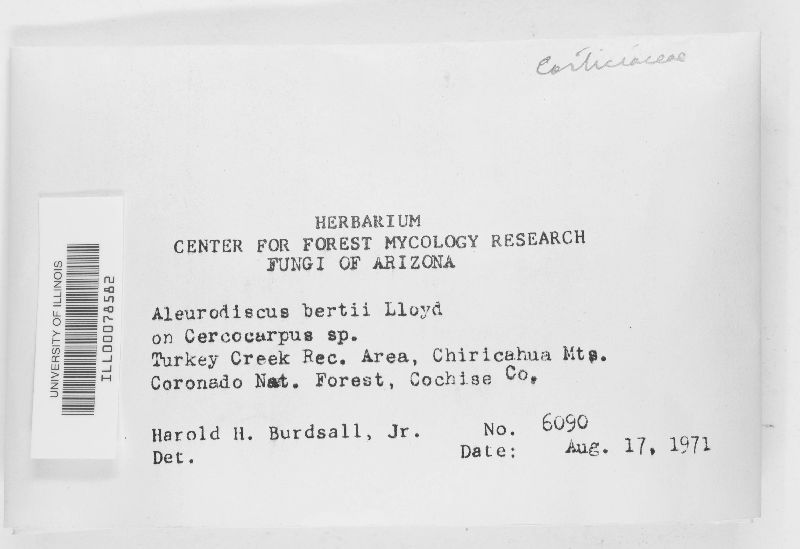 Corticiaceae
HERBARIUM
CENTER FOR FOREST MYCOLOGY RESEARCH
FUNGI OF ARIZONA
UNIVERSITY OF ILLINOIS
ILL00078582
Aleurodiscus bertii Lloyd
on Cercocarpus sp.
Turkey Creek Rec. Area, Chiricahua Mts.
Coronado Nat. Forest, Cochise Co.
Harold H. Burdsall, Jr. No. 6090
Det. Date: Aug. 17, 1971